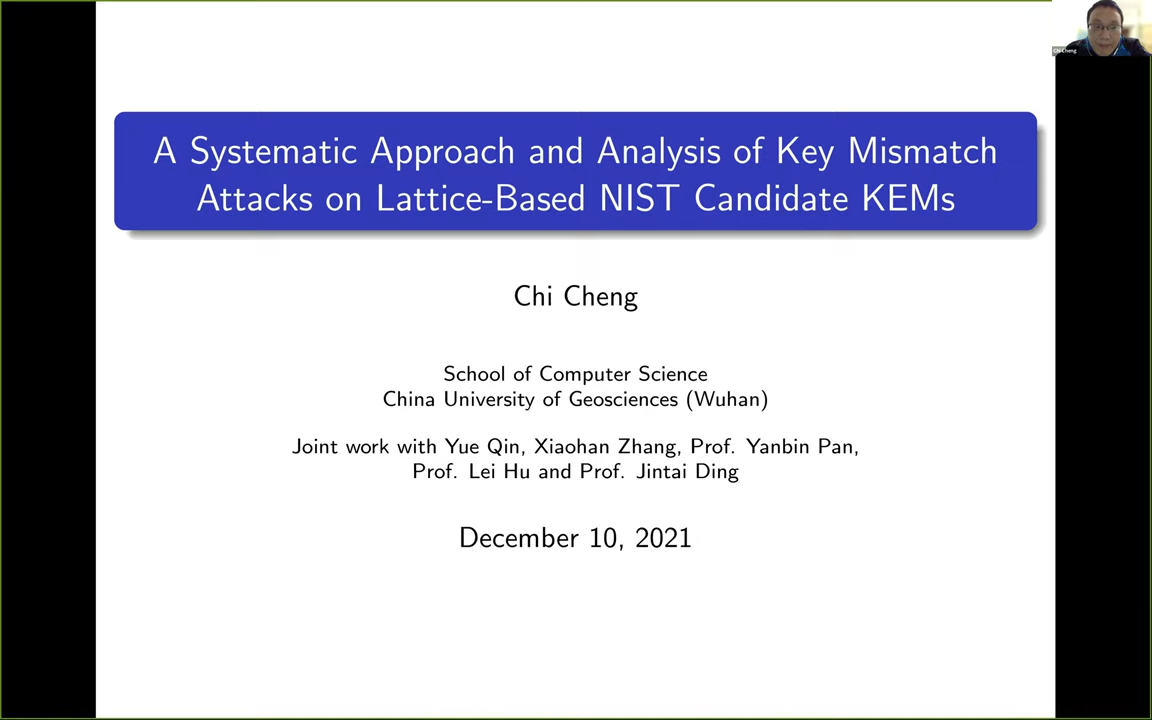 Chi Cheng
A Systematic Approach and Analysis of Key Mismatch
Attacks on Lattice-Based NIST Candidate KEMs
Chi Cheng
School of Computer Science
China University of Geosciences (Wuhan)
Joint work with Yue Qin, Xiaohan Zhang, Prof. Yanbin Pan,
Prof. Lei Hu and Prof. Jintai Ding
December 10, 2021